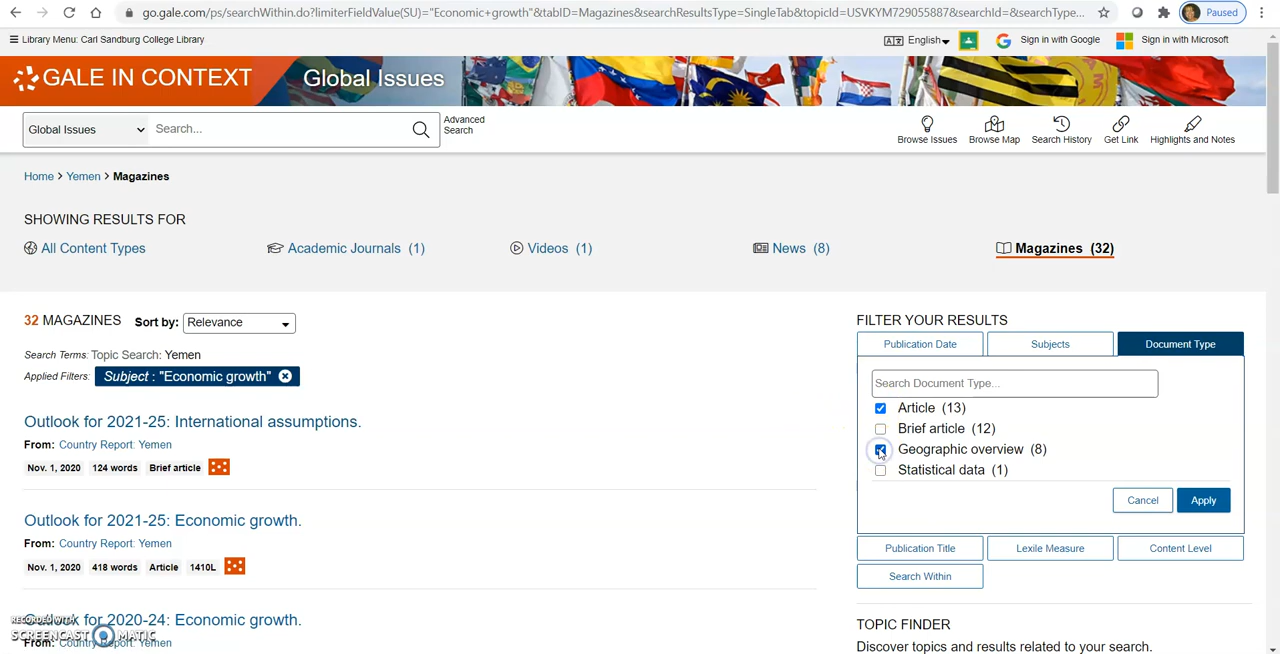 go.gale.com/ps/searchWithin.do?limiterFieldValue(SU)="Economic+growth"&tabID=Magazines&searchResultsType=SingleTab&topicId=USVKYM729055887&searchId=&searchType... Paused
Library Menu: Carl Sandburg College Library English Sign in with Google Sign in with Microsoft
GALE IN CONTEXT Global Issues
Global Issues Search... Advanced Search
Browse Issues Browse Map Search History Get Link Highlights and Notes
Home > Yemen > Magazines
SHOWING RESULTS FOR
All Content Types Academic Journals (1) Videos (1) News (8) Magazines (32)
32 MAGAZINES Sort by: Relevance
Search Terms: Topic Search: Yemen
Applied Filters: Subject : "Economic growth"
Outlook for 2021-25: International assumptions.
From: Country Report: Yemen
Nov. 1, 2020 124 words Brief article
Outlook for 2021-25: Economic growth.
From: Country Report: Yemen
Nov. 1, 2020 418 words Article 1410L
Outlook for 2020-24: Economic growth.
From: Country Report: Yemen
RECORDED WITH
SCREENCAST MATIC
FILTER YOUR RESULTS
Publication Date Subjects Document Type
Search Document Type...
Article (13)
Brief article (12)
Geographic overview (8)
Statistical data (1)
Cancel Apply
Publication Title Lexile Measure Content Level
Search Within
TOPIC FINDER
Discover topics and results related to your search.